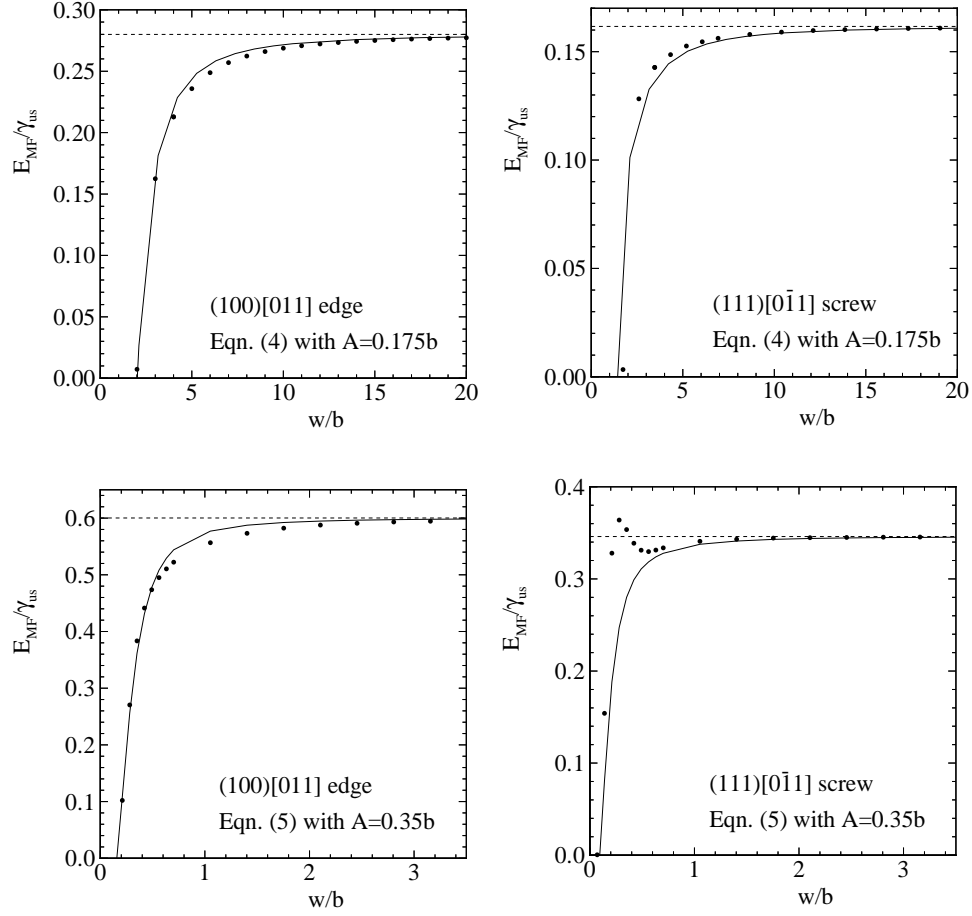 0.30
0.25
0.20
0.15
0.10
0.05
0.00
E_MF/γ_us
(100)[011] edge
Eqn. (4) with A=0.175b
0 5 10 15 20
w/b
0.15
0.10
0.05
0.00
E_MF/γ_us
(111)[01̄1] screw
Eqn. (4) with A=0.175b
0 5 10 15 20
w/b
0.6
0.5
0.4
0.3
0.2
0.1
0.0
E_MF/γ_us
(100)[011] edge
Eqn. (5) with A=0.35b
0 1 2 3
w/b
0.4
0.3
0.2
0.1
0.0
E_MF/γ_us
(111)[01̄1] screw
Eqn. (5) with A=0.35b
0 1 2 3
w/b